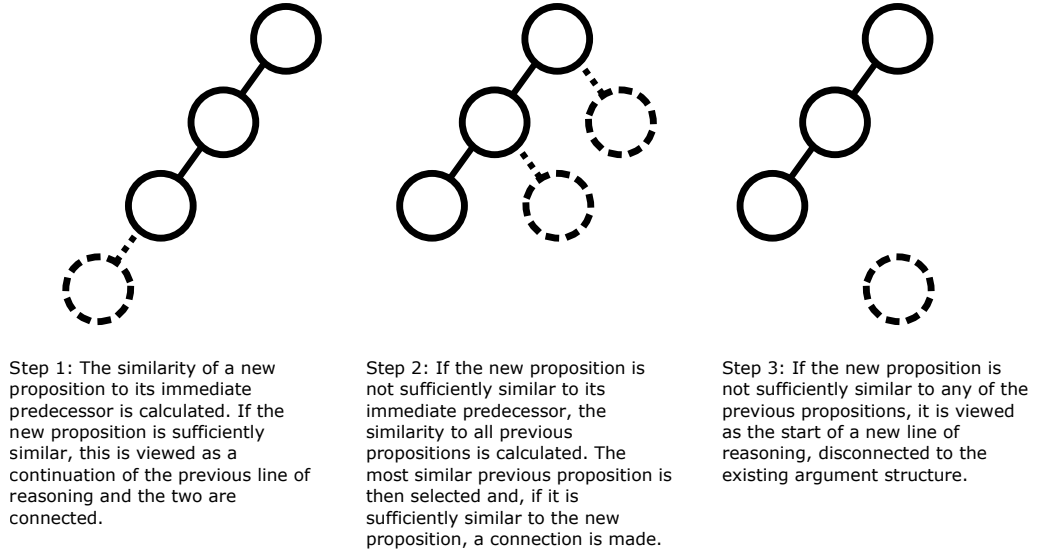 Step 1: The similarity of a new
proposition to its immediate
predecessor is calculated. If the
new proposition is sufficiently
similar, this is viewed as a
continuation of the previous line of
reasoning and the two are
connected.
Step 2: If the new proposition is
not sufficiently similar to its
immediate predecessor, the
similarity to all previous
propositions is calculated. The
most similar previous proposition is
then selected and, if it is
sufficiently similar to the new
proposition, a connection is made.
Step 3: If the new proposition is
not sufficiently similar to any of the
previous propositions, it is viewed
as the start of a new line of
reasoning, disconnected to the
existing argument structure.